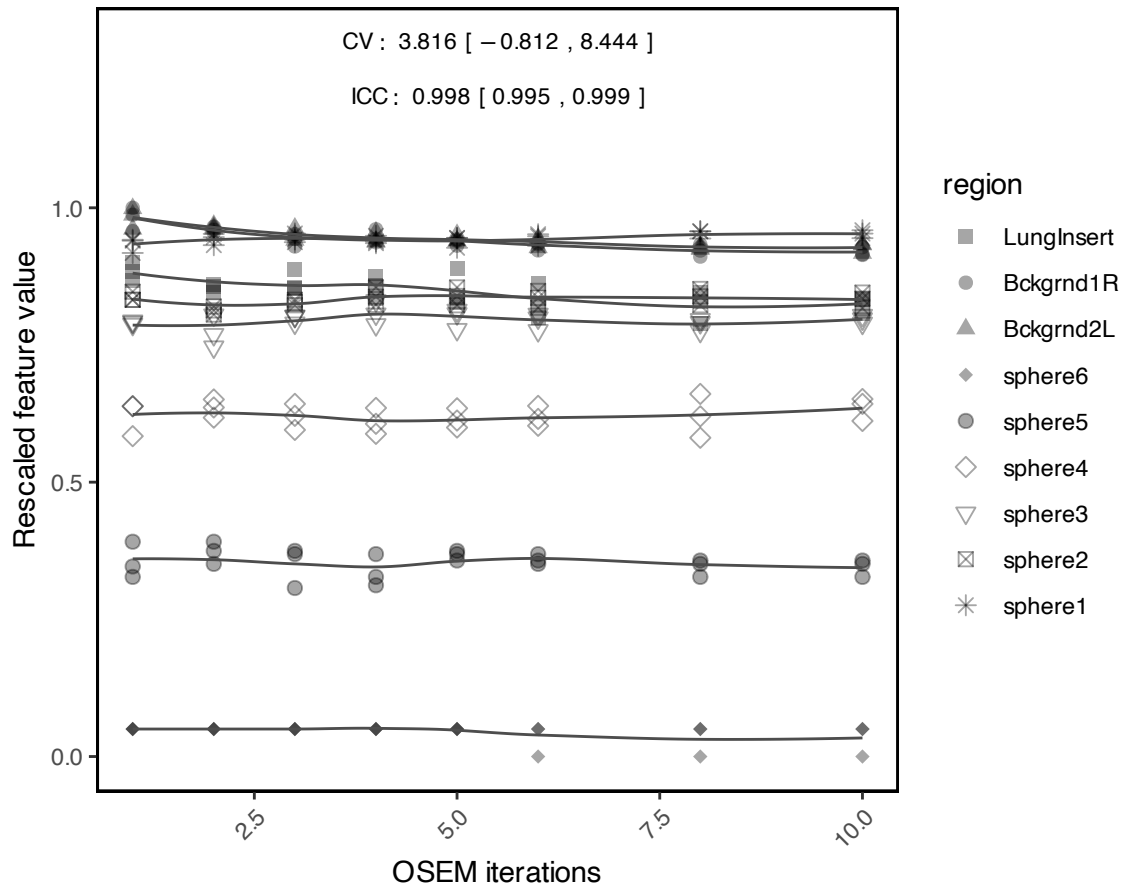 CV : 3.816 [ −0.812 , 8.444 ]
ICC : 0.998 [ 0.995 , 0.999 ]
Rescaled feature value
1.0
0.5
0.0
2.5
5.0
7.5
10.0
OSEM iterations
region
LungInsert
Bckgrnd1R
Bckgrnd2L
sphere6
sphere5
sphere4
sphere3
sphere2
sphere1